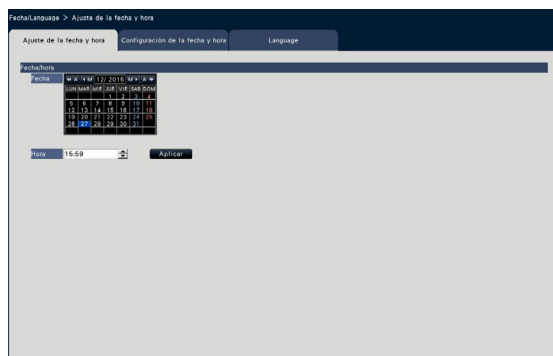 Fecha/Language > Ajuste de la fecha y hora
Ajuste de la fecha y hora Configuración de la fecha y hora Language
Fecha/hora
Fecha
◀◀ A ◀ M 12/ 2016 M ▶ A ▶▶
LUN MAR MIE JUE VIE SAB DOM
1 2 3 4
5 6 7 8 9 10 11
12 13 14 15 16 17 18
19 20 21 22 23 24 25
26 27 28 29 30 31
Hora 15:59 Aplicar